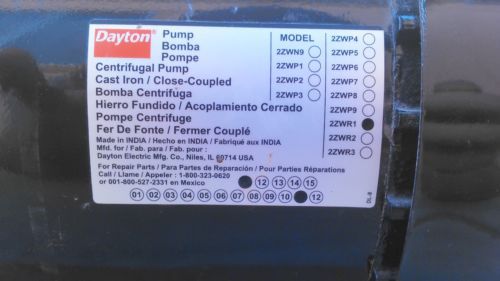 Dayton
Pump
Bomba
Pompe
Centrifugal Pump
Cast Iron / Close-Coupled
Bomba Centrifúga
Hierro Fundido / Acoplamiento Cerrado
Pompe Centrifuge
Fer De Fonte / Fermer Couplé
Made in INDIA / Hecho en INDIA / Fabriqué aux INDIA
Mfd. for / Fab. para / Fab. pour :
Dayton Electric Mfg. Co., Niles, IL 60714 USA
For Repair Parts / Para Partes de Reparación / Pour Parties Réparations
Call / Llame / Appeler : 1-800-323-0620
or 001-800-527-2331 en Mexico
12 13 14 15
01 02 03 04 05 06 07 08 09 10 12
MODEL
2ZWN9
2ZWP1
2ZWP2
2ZWP3
2ZWP4
2ZWP5
2ZWP6
2ZWP7
2ZWP8
2ZWP9
2ZWR1
2ZWR2
2ZWR3